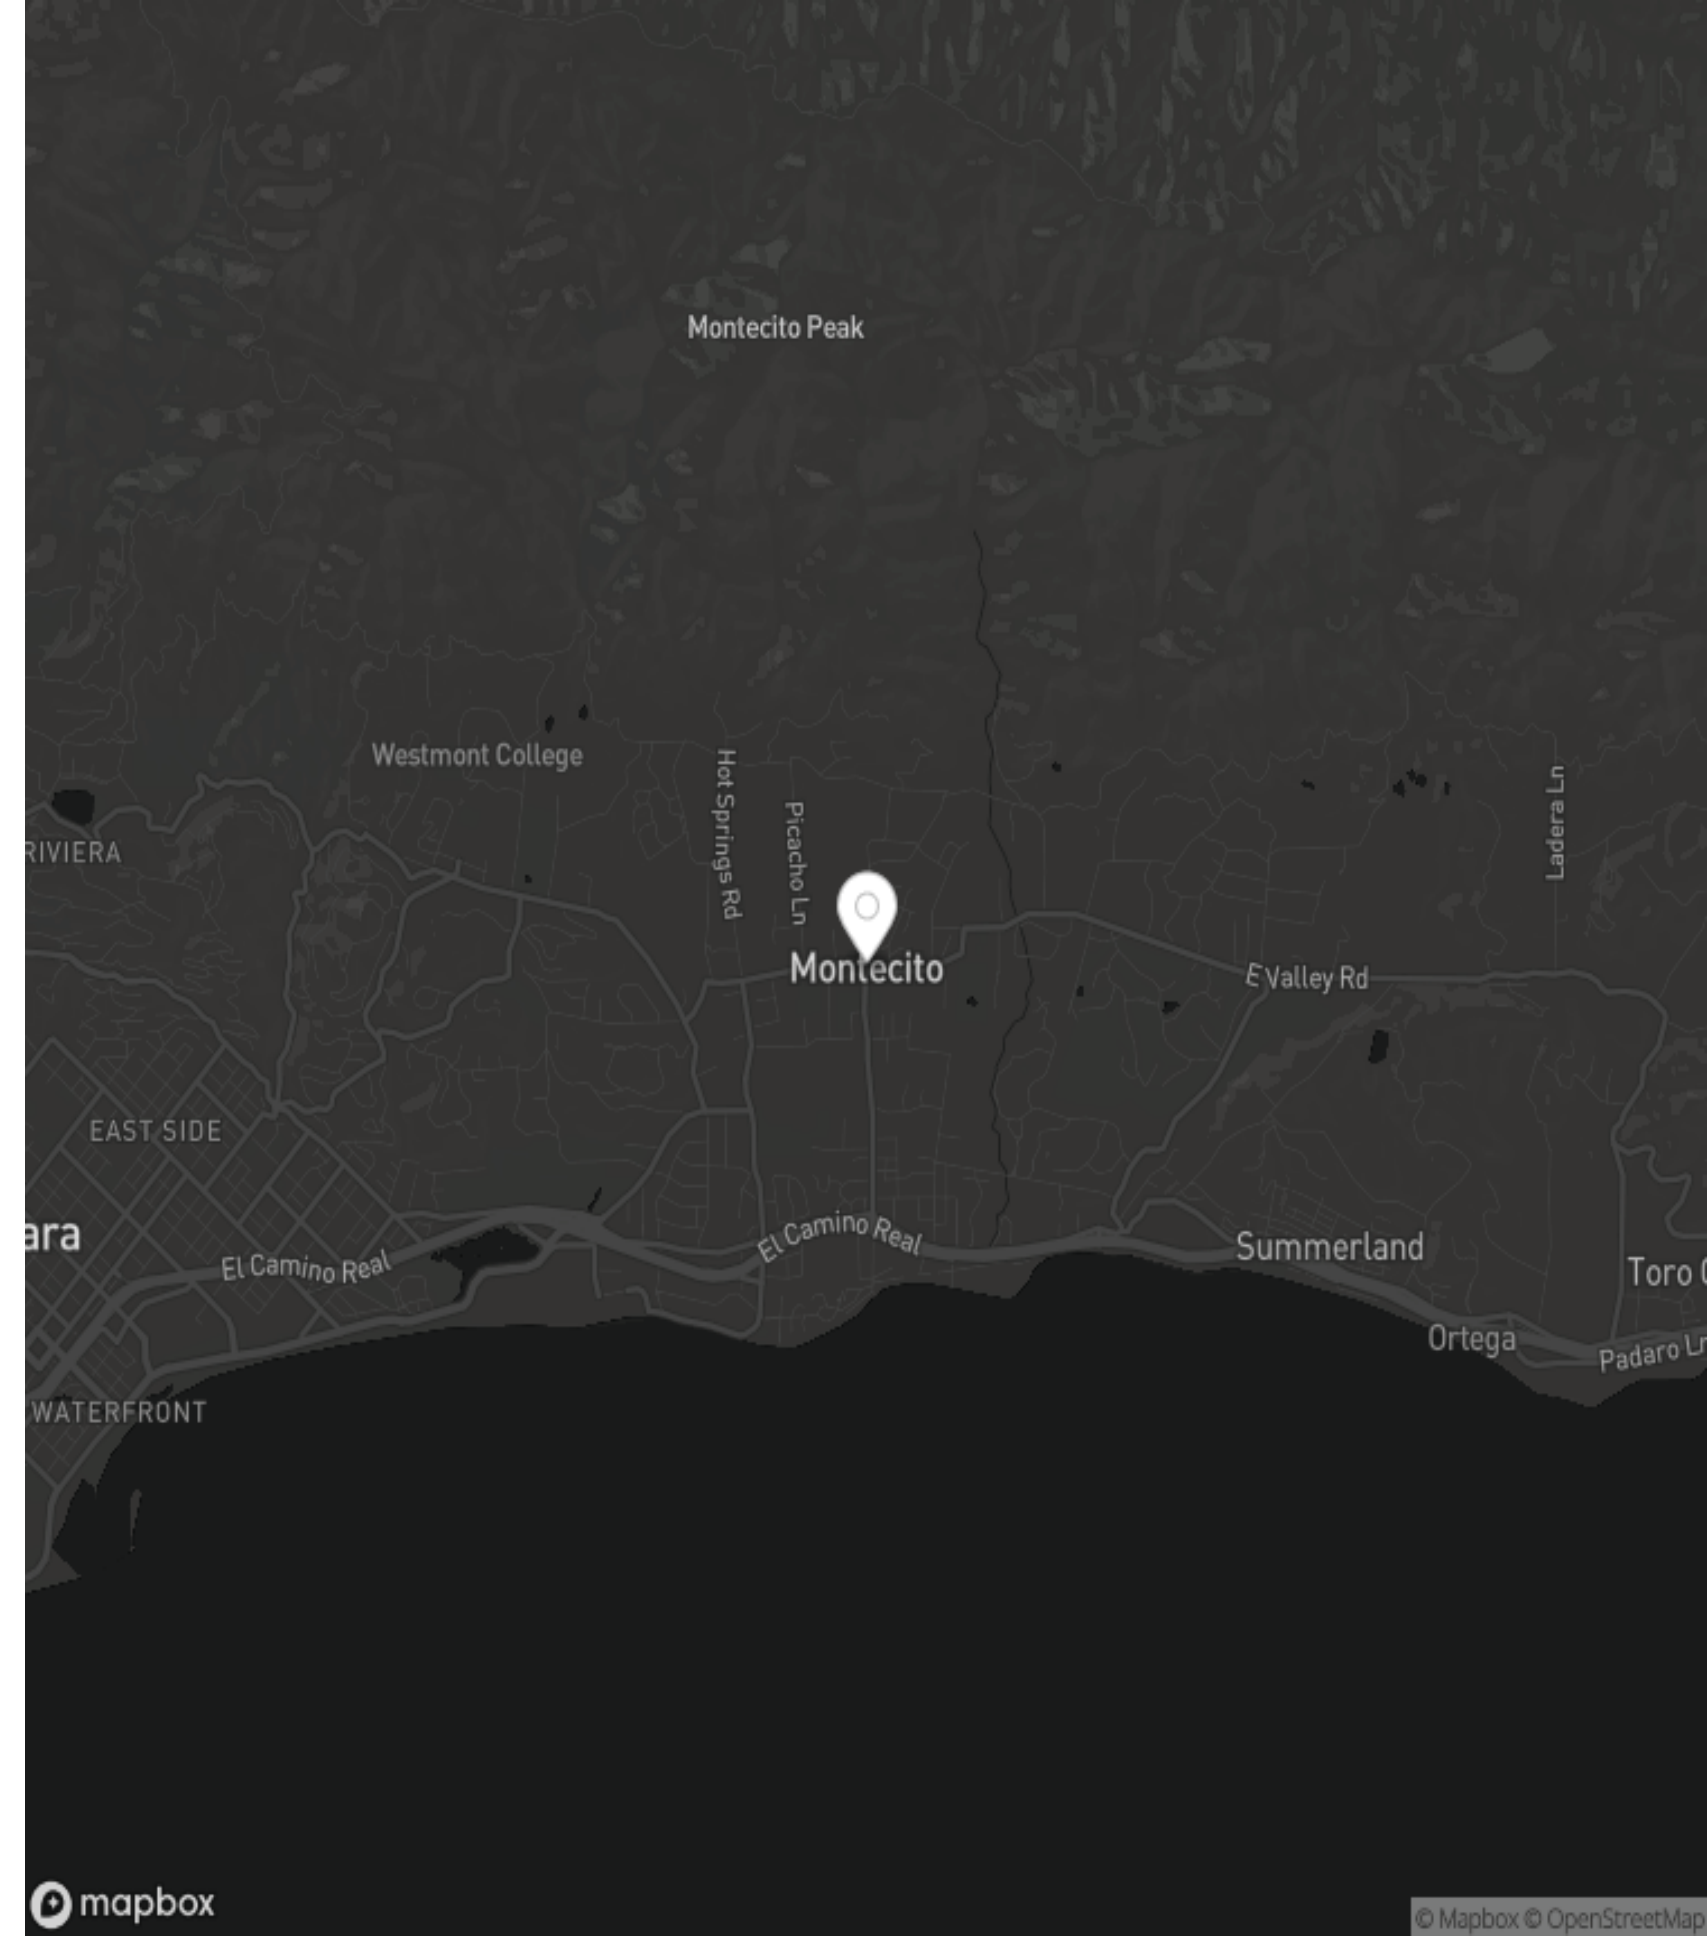 Montecito Peak
Westmont College
Hot Springs Rd
Picacho Ln
Ladera Ln
RIVIERA
Montecito
E Valley Rd
EAST SIDE
ara
El Camino Real
El Camino Real
Summerland
Toro
Ortega
Padaro Ln
WATERFRONT
mapbox
© Mapbox © OpenStreetMap